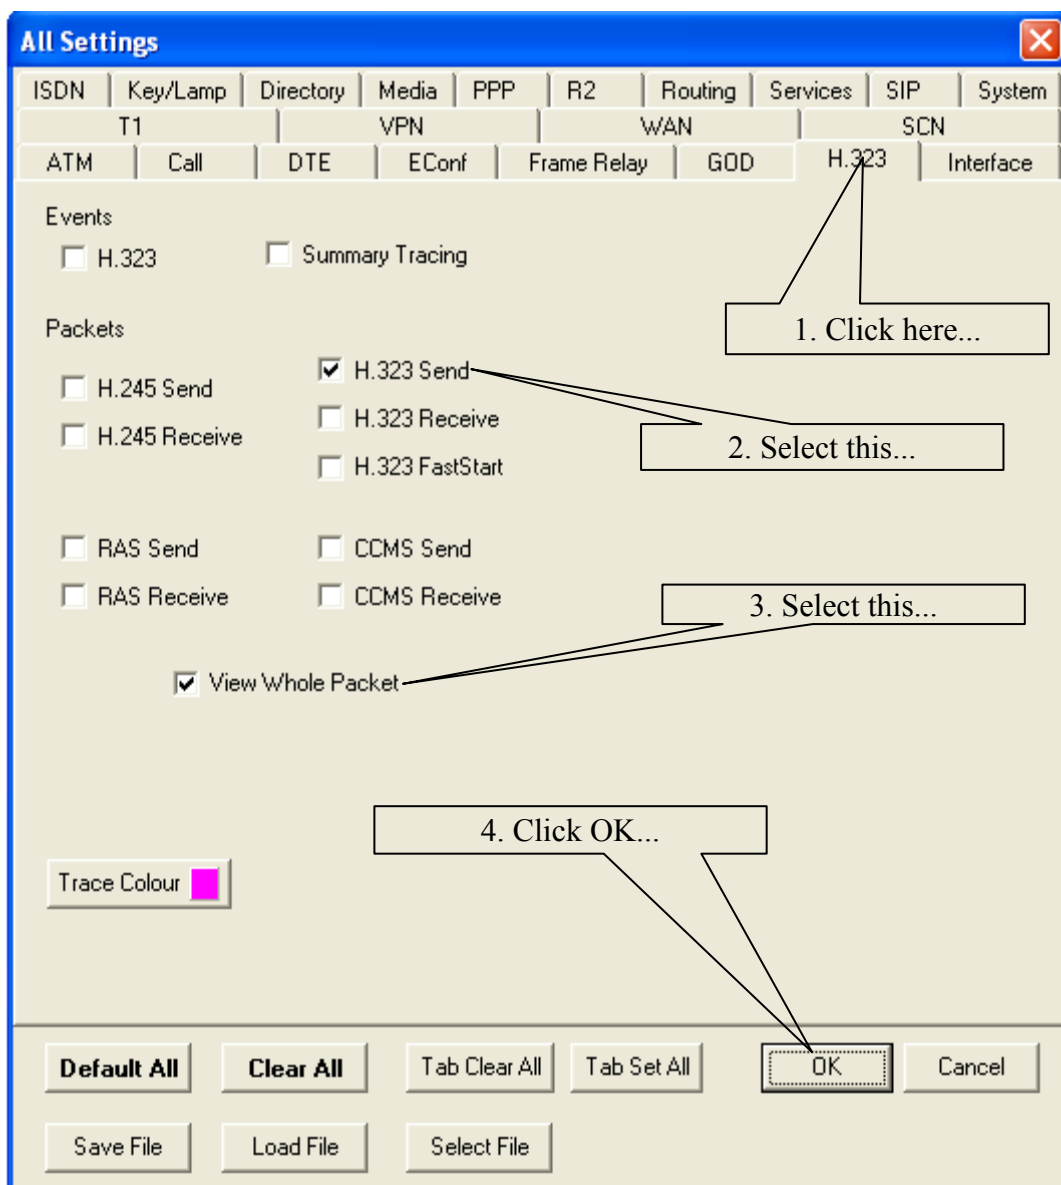 All Settings
ISDN Key/Lamp Directory Media PPP R2 Routing Services SIP System
T1 VPN WAN SCN
ATM Call DTE EConf Frame Relay GOD H.323 Interface
Events
H.323 Summary Tracing
1. Click here...
Packets
H.323 Send
H.245 Send
H.323 Receive
H.245 Receive
2. Select this...
H.323 FastStart
RAS Send CCMS Send
RAS Receive CCMS Receive
3. Select this...
View Whole Packet
4. Click OK...
Trace Colour
Default All Clear All Tab Clear All Tab Set All OK Cancel
Save File Load File Select File